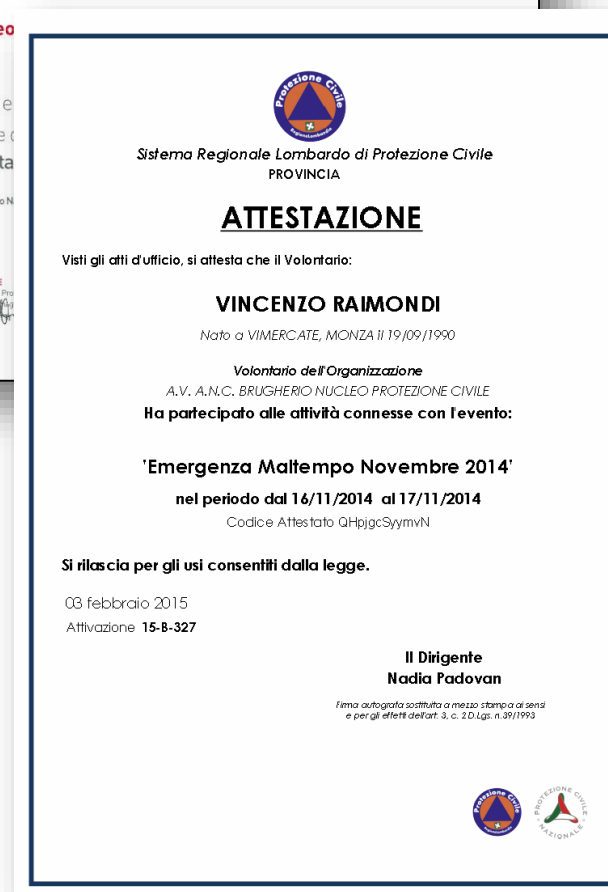 Protezione Civile
RegioneLombardia
Sistema Regionale Lombardo di Protezione Civile
PROVINCIA
ATTESTAZIONE
Visti gli atti d'ufficio, si attesta che il Volontario:
VINCENZO RAIMONDI
Nato a VIMERCATE, MONZA Il 19/09/1990
Volontario dell'Organizzazione
A.V. A.N.C. BRUGHERIO NUCLEO PROTEZIONE CIVILE
Ha partecipato alle attività connesse con l'evento:
'Emergenza Maltempo Novembre 2014'
nel periodo dal 16/11/2014 al 17/11/2014
Codice Attestato QHpjgcSyymvN
Si rilascia per gli usi consentiti dalla legge.
03 febbraio 2015
Attivazione 15-B-327
Il Dirigente
Nadia Padovan
Firma autografa sostituita a mezzo stampa ai sensi
e per gli effetti dell'art. 3, c. 2 D.Lgs. n.39/1993
Protezione Civile
RegioneLombardia
PROTEZIONE CIVILE
NAZIONALE